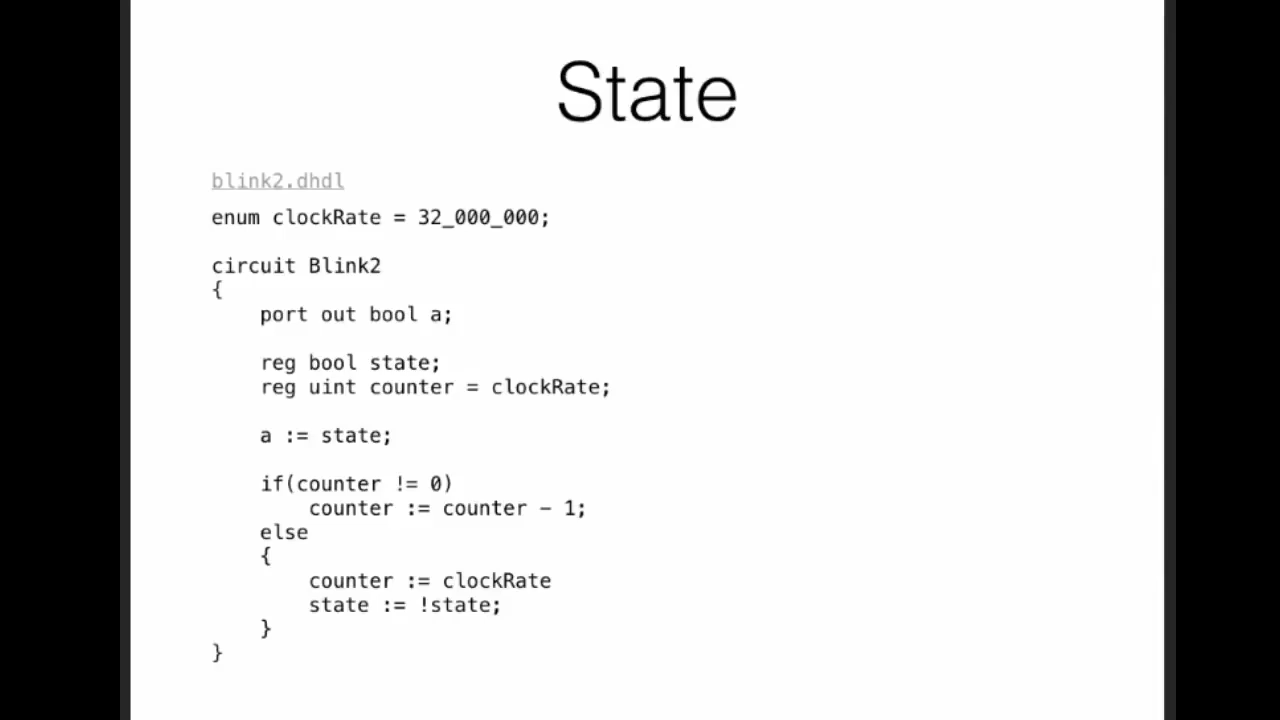 State
blink2.dhdl
enum clockRate = 32_000_000;
circuit Blink2
{
    port out bool a;
    reg bool state;
    reg uint counter = clockRate;
    a := state;
    if(counter != 0)
        counter := counter - 1;
    else
    {
        counter := clockRate
        state := !state;
    }
}